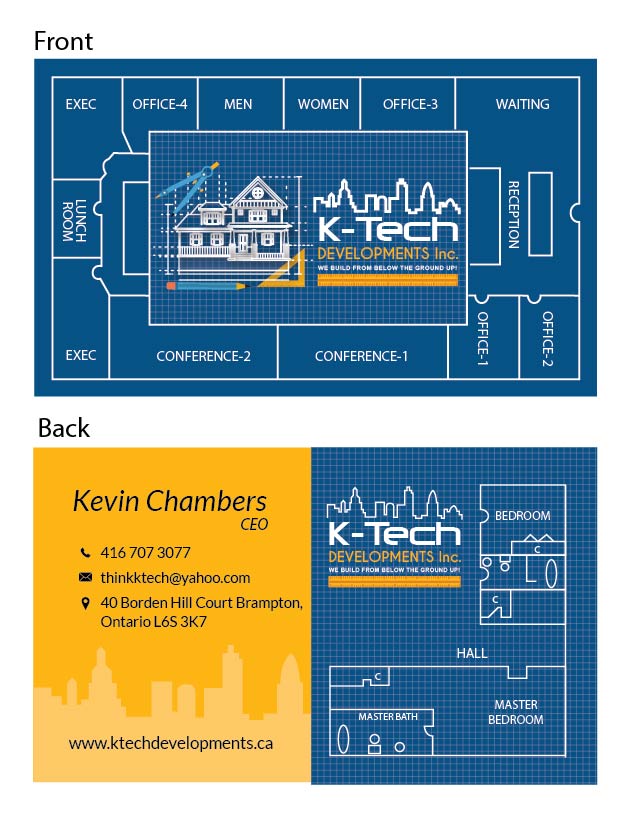 Front
EXEC
OFFICE-4
MEN
WOMEN
OFFICE-3
WAITING
LUNCH
ROOM
K-Tech
DEVELOPMENTS Inc.
WE BUILD FROM BELOW THE GROUND UP!
RECEPTION
EXEC
CONFERENCE-2
CONFERENCE-1
OFFICE-1
OFFICE-2
Back
Kevin Chambers
CEO
416 707 3077
thinkktech@yahoo.com
40 Borden Hill Court Brampton,
Ontario L6S 3K7
www.ktechdevelopments.ca
K-Tech
DEVELOPMENTS Inc.
WE BUILD FROM BELOW THE GROUND UP!
BEDROOM
C
C
HALL
C
MASTER
BEDROOM
MASTER BATH